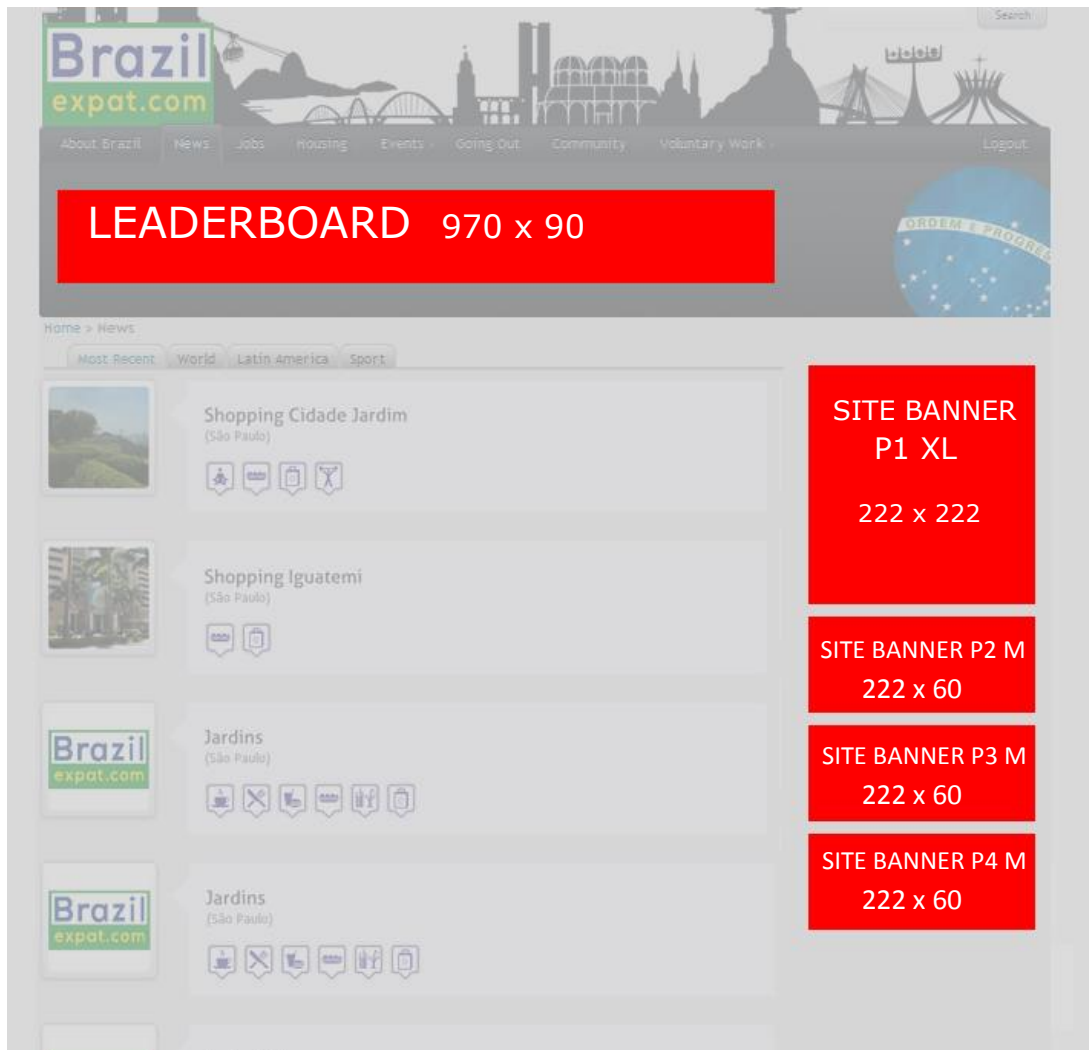 Search
Brazil
expat.com
About Brazil News Jobs Housing Events Going Out Community Voluntary Work Logout
LEADERBOARD 970 x 90
ORDEM E PROGRES
Home > News
Most Recent World Latin America Sport
Shopping Cidade Jardim
(São Paulo)
Shopping Iguatemi
(São Paulo)
Brazil
expat.com
Jardins
(São Paulo)
Brazil
expat.com
Jardins
(São Paulo)
SITE BANNER
P1 XL
222 x 222
SITE BANNER P2 M
222 x 60
SITE BANNER P3 M
222 x 60
SITE BANNER P4 M
222 x 60